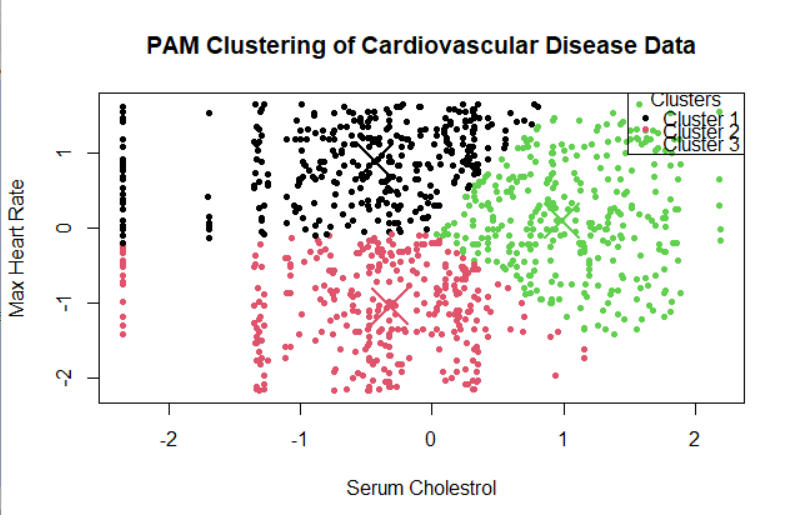 PAM Clustering of Cardiovascular Disease Data
Clusters
Cluster 1
Cluster 2
Cluster 3
1
0
-1
-2
Max Heart Rate
-2
-1
0
1
2
Serum Cholestrol